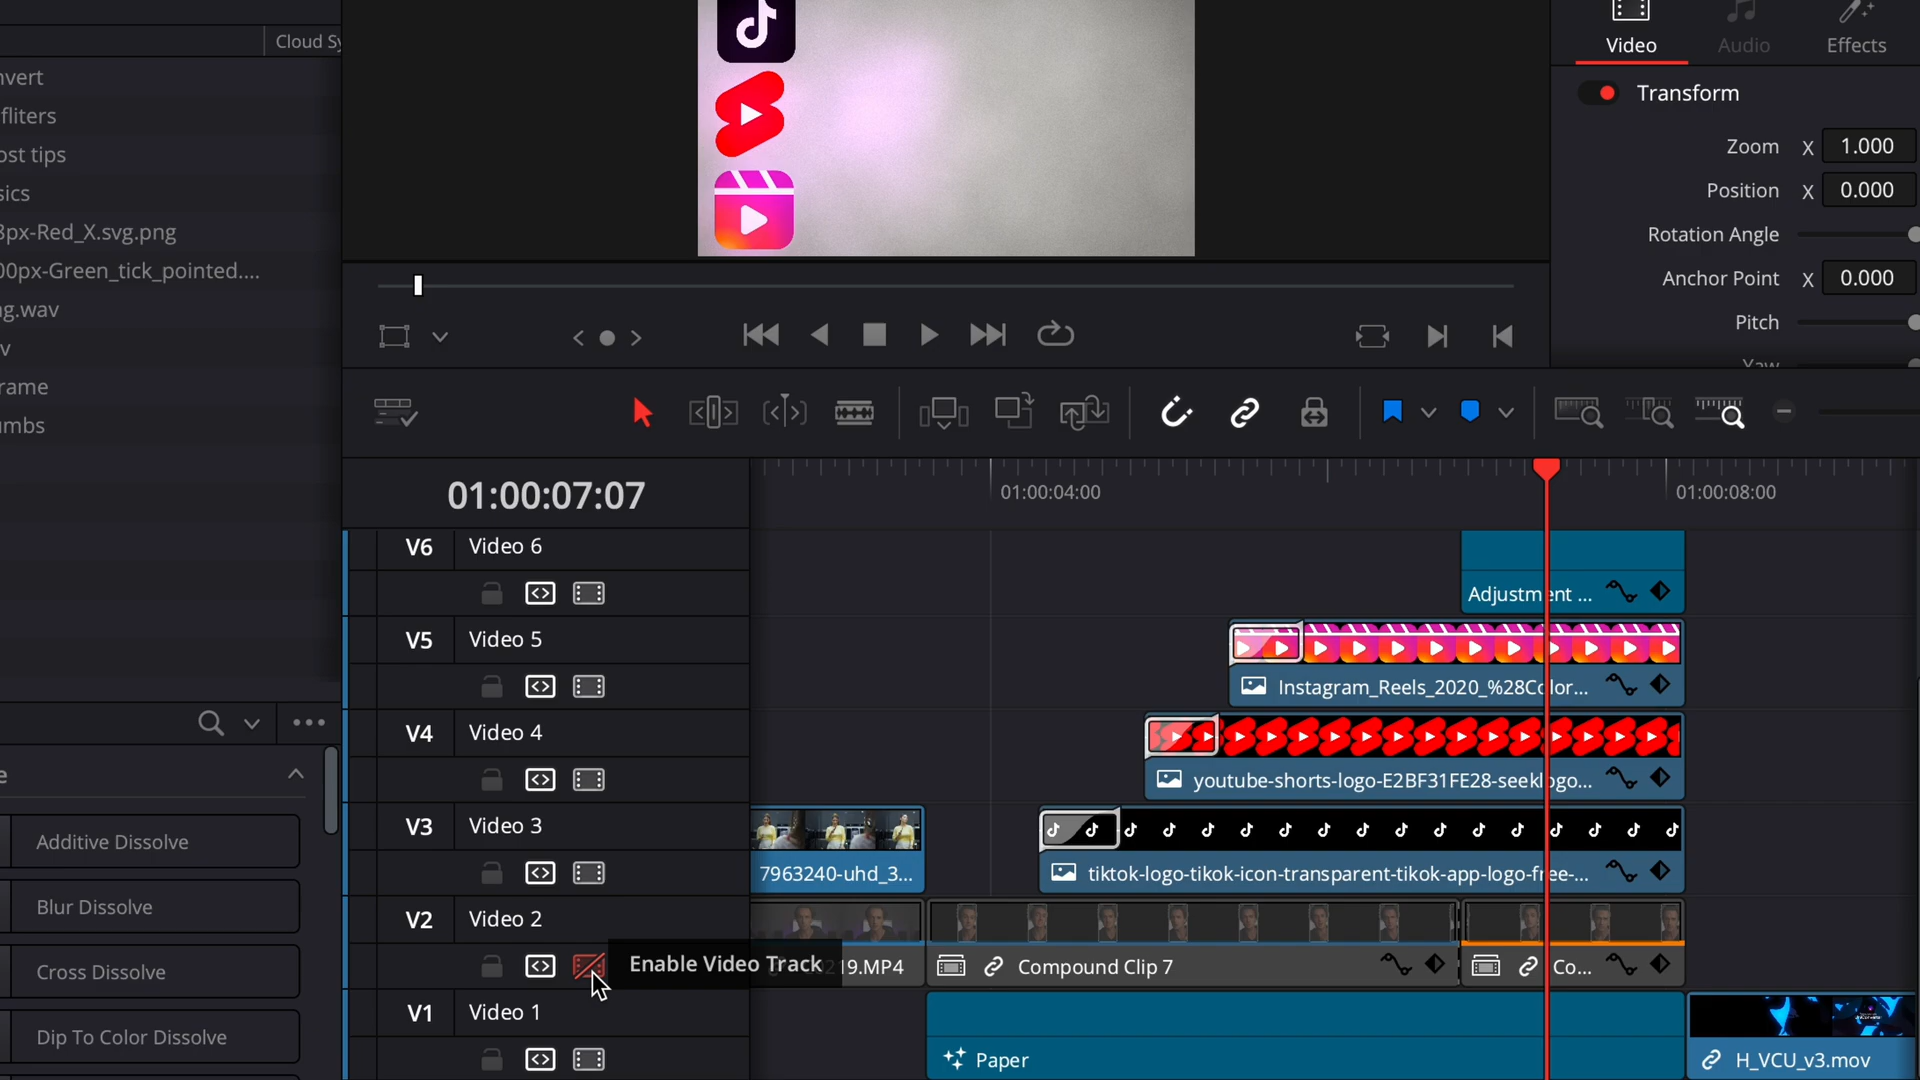 Cloud Sy
nvert
fliters
ost tips
sics
8px-Red_X.svg.png
00px-Green_tick_pointed....
g.wav
v
rame
umbs
e
Additive Dissolve
Blur Dissolve
Cross Dissolve
Dip To Color Dissolve
Video
Audio
Effects
Transform
Zoom X 1.000
Position X 0.000
Rotation Angle
Anchor Point X 0.000
Pitch
Yaw
01:00:07:07
01:00:04:00
01:00:08:00
V6 Video 6
Adjustment ...
V5 Video 5
Instagram_Reels_2020_%28Color...
V4 Video 4
youtube-shorts-logo-E2BF31FE28-seeklogo...
V3 Video 3
7963240-uhd_3...
tiktok-logo-tikok-icon-transparent-tikok-app-logo-free-...
V2 Video 2
Enable Video Track
19.MP4
Compound Clip 7
Co...
V1 Video 1
Paper
H_VCU_v3.mov